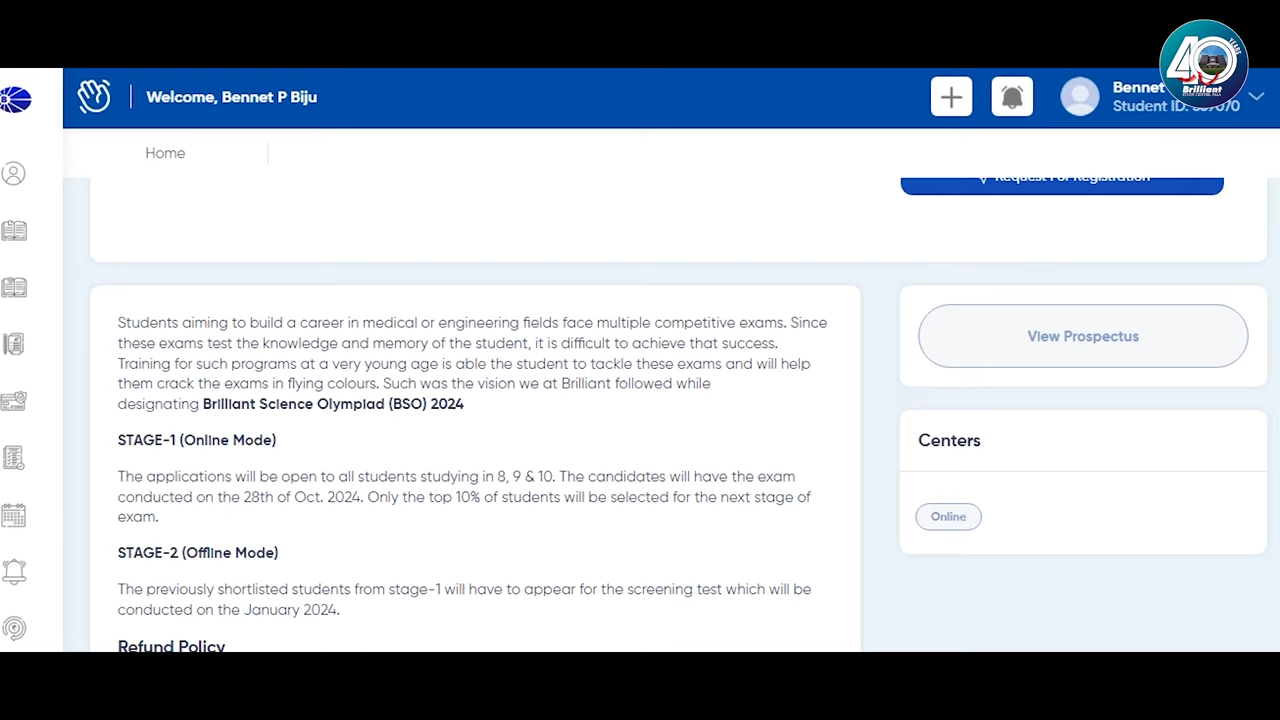 40 YEARS
Brilliant
STUDY CENTRE, PALA
Welcome, Bennet P Biju
Bennet
Student ID:
Home
Request For Registration
Students aiming to build a career in medical or engineering fields face multiple competitive exams. Since
these exams test the knowledge and memory of the student, it is difficult to achieve that success.
Training for such programs at a very young age is able the student to tackle these exams and will help
them crack the exams in flying colours. Such was the vision we at Brilliant followed while
designating Brilliant Science Olympiad (BSO) 2024
STAGE-1 (Online Mode)
The applications will be open to all students studying in 8, 9 & 10. The candidates will have the exam
conducted on the 28th of Oct. 2024. Only the top 10% of students will be selected for the next stage of
exam.
STAGE-2 (Offline Mode)
The previously shortlisted students from stage-1 will have to appear for the screening test which will be
conducted on the January 2024.
Refund Policy
View Prospectus
Centers
Online